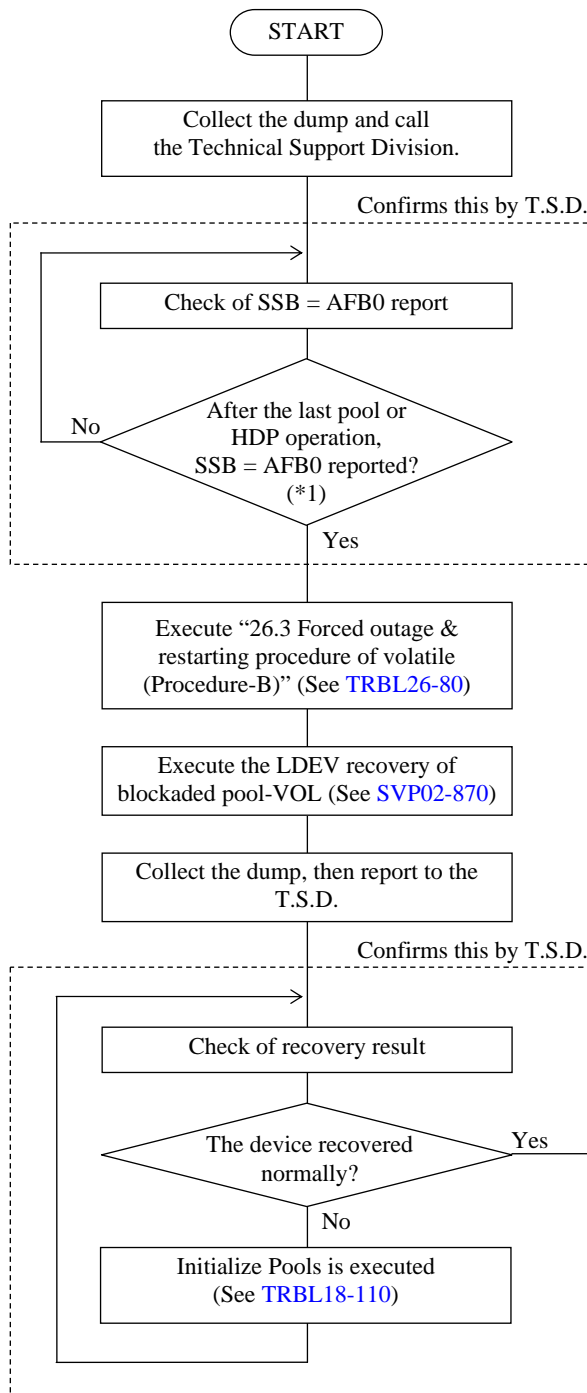 START
Collect the dump and call
the Technical Support Division.
Confirms this by T.S.D.
Check of SSB = AFB0 report
No
After the last pool or
HDP operation,
SSB = AFB0 reported?
(*1)
Yes
Execute “26.3 Forced outage &
restarting procedure of volatile
(Procedure-B)” (See TRBL26-80)
Execute the LDEV recovery of
blockaded pool-VOL (See SVP02-870)
Collect the dump, then report to the
T.S.D.
Confirms this by T.S.D.
Check of recovery result
The device recovered
normally?
Yes
No
Initialize Pools is executed
(See TRBL18-110)